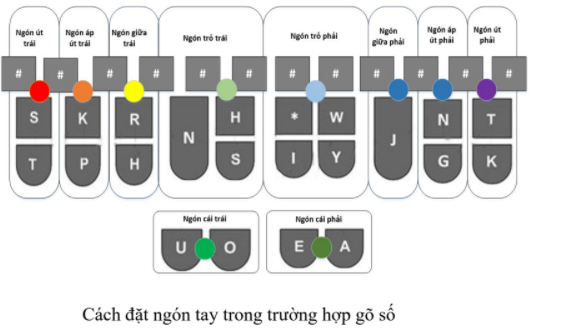 Ngón út trái
Ngón áp út trái
Ngón giữa trái
Ngón trỏ trái
Ngón trỏ phải
Ngón giữa phải
Ngón áp út phải
Ngón út phải
# # # # # # # # # # # #
S K R N H * W J N T
T P H S I Y G K
Ngón cái trái
Ngón cái phải
U O E A
Cách đặt ngón tay trong trường hợp gõ số